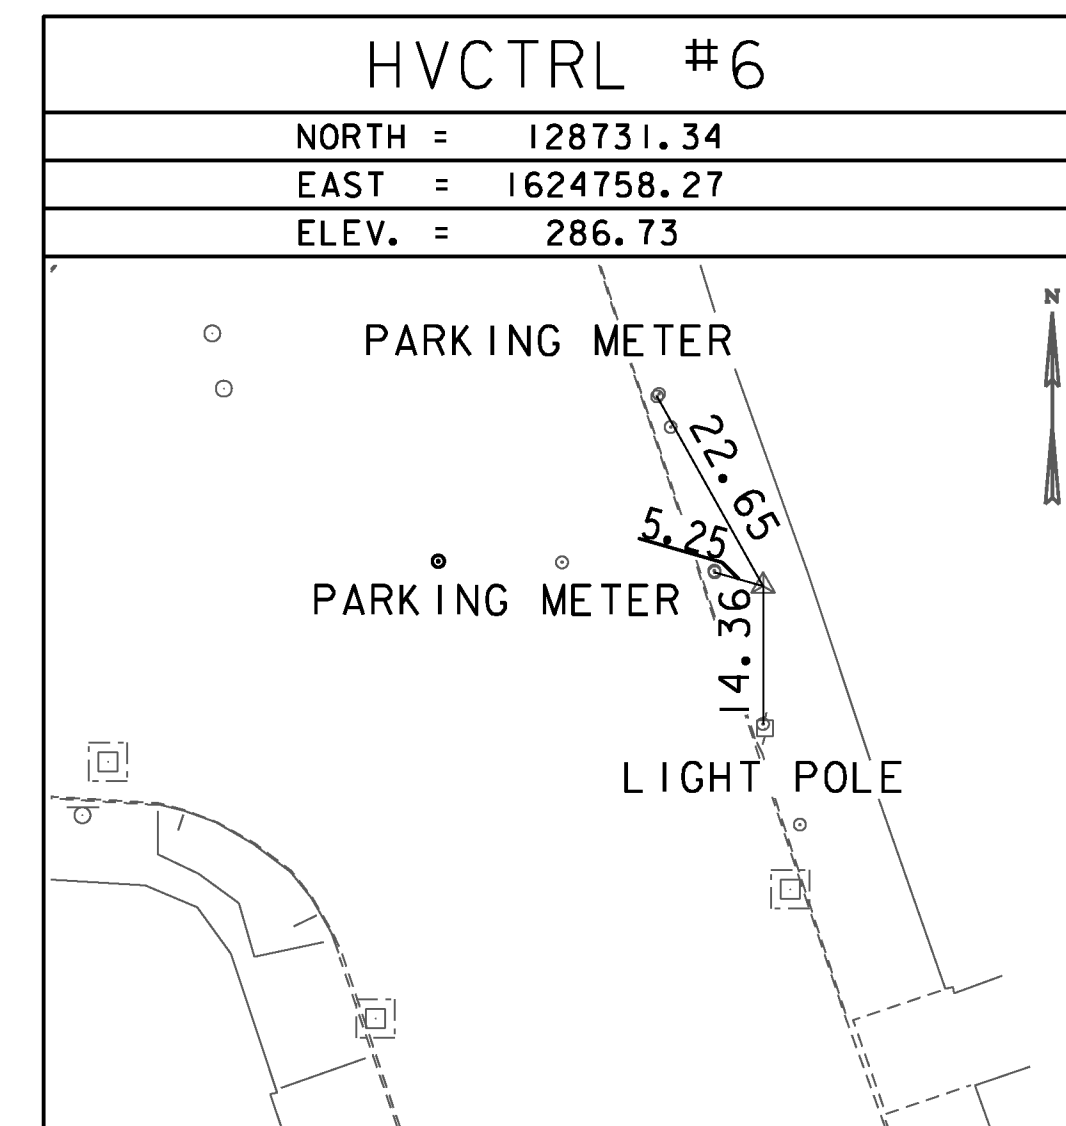 HVCTRL #6
NORTH = 128731.34
EAST = 1624758.27
ELEV. = 286.73
N
PARKING METER
22.65
5.25
PARKING METER
14.36
LIGHT POLE